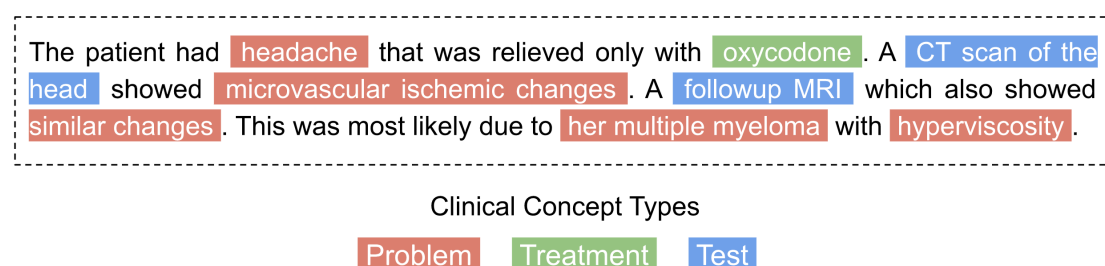 The patient had headache that was relieved only with oxycodone. A CT scan of the
head showed microvascular ischemic changes. A followup MRI which also showed
similar changes. This was most likely due to her multiple myeloma with hyperviscosity.
Clinical Concept Types
Problem Treatment Test